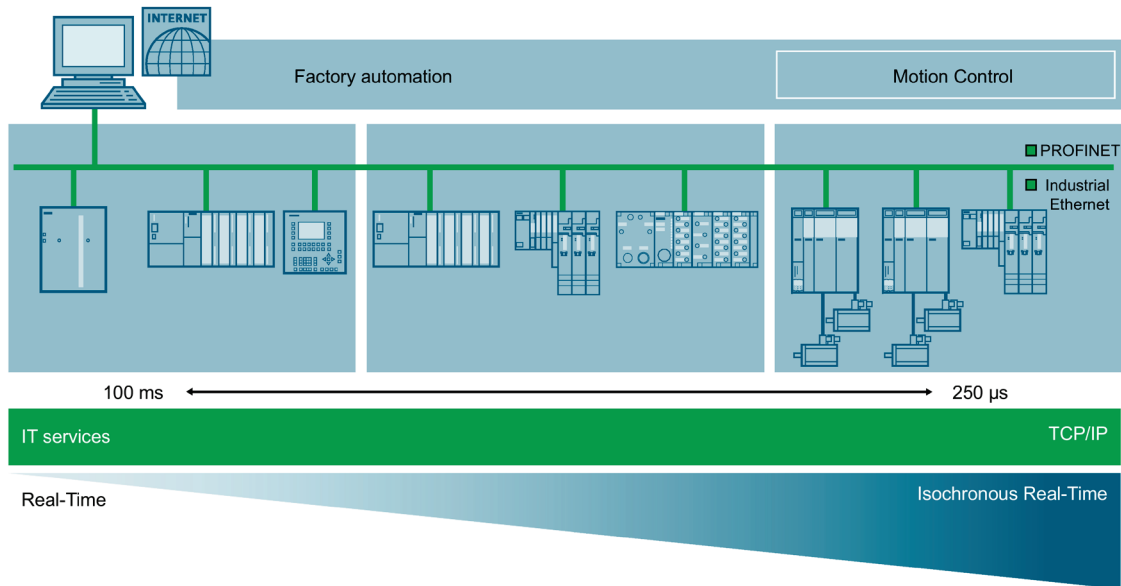 INTERNET
Factory automation
Motion Control
PROFINET
Industrial
Ethernet
100 ms
250 µs
IT services
TCP/IP
Real-Time
Isochronous Real-Time